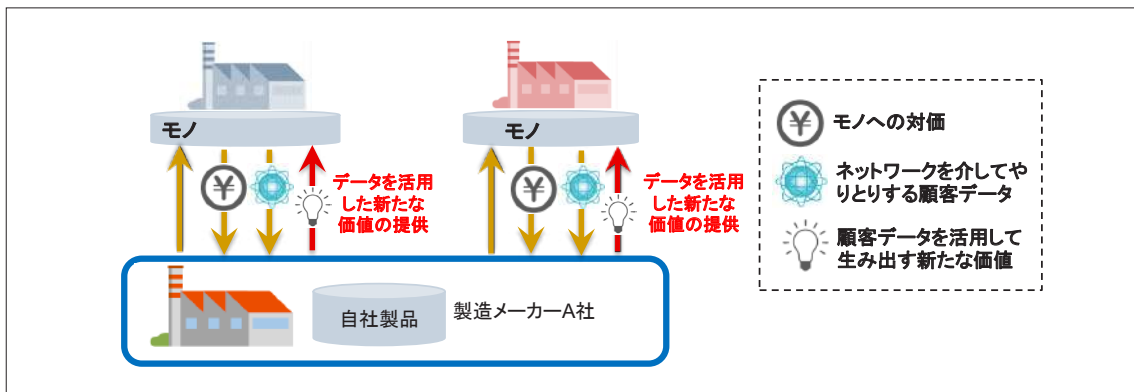 モノ
モノ
¥
¥
データを活用
した新たな
価値の提供
データを活用
した新たな
価値の提供
自社製品
製造メーカーA社
¥
モノへの対価
ネットワークを介してや
りとりする顧客データ
顧客データを活用して
生み出す新たな価値